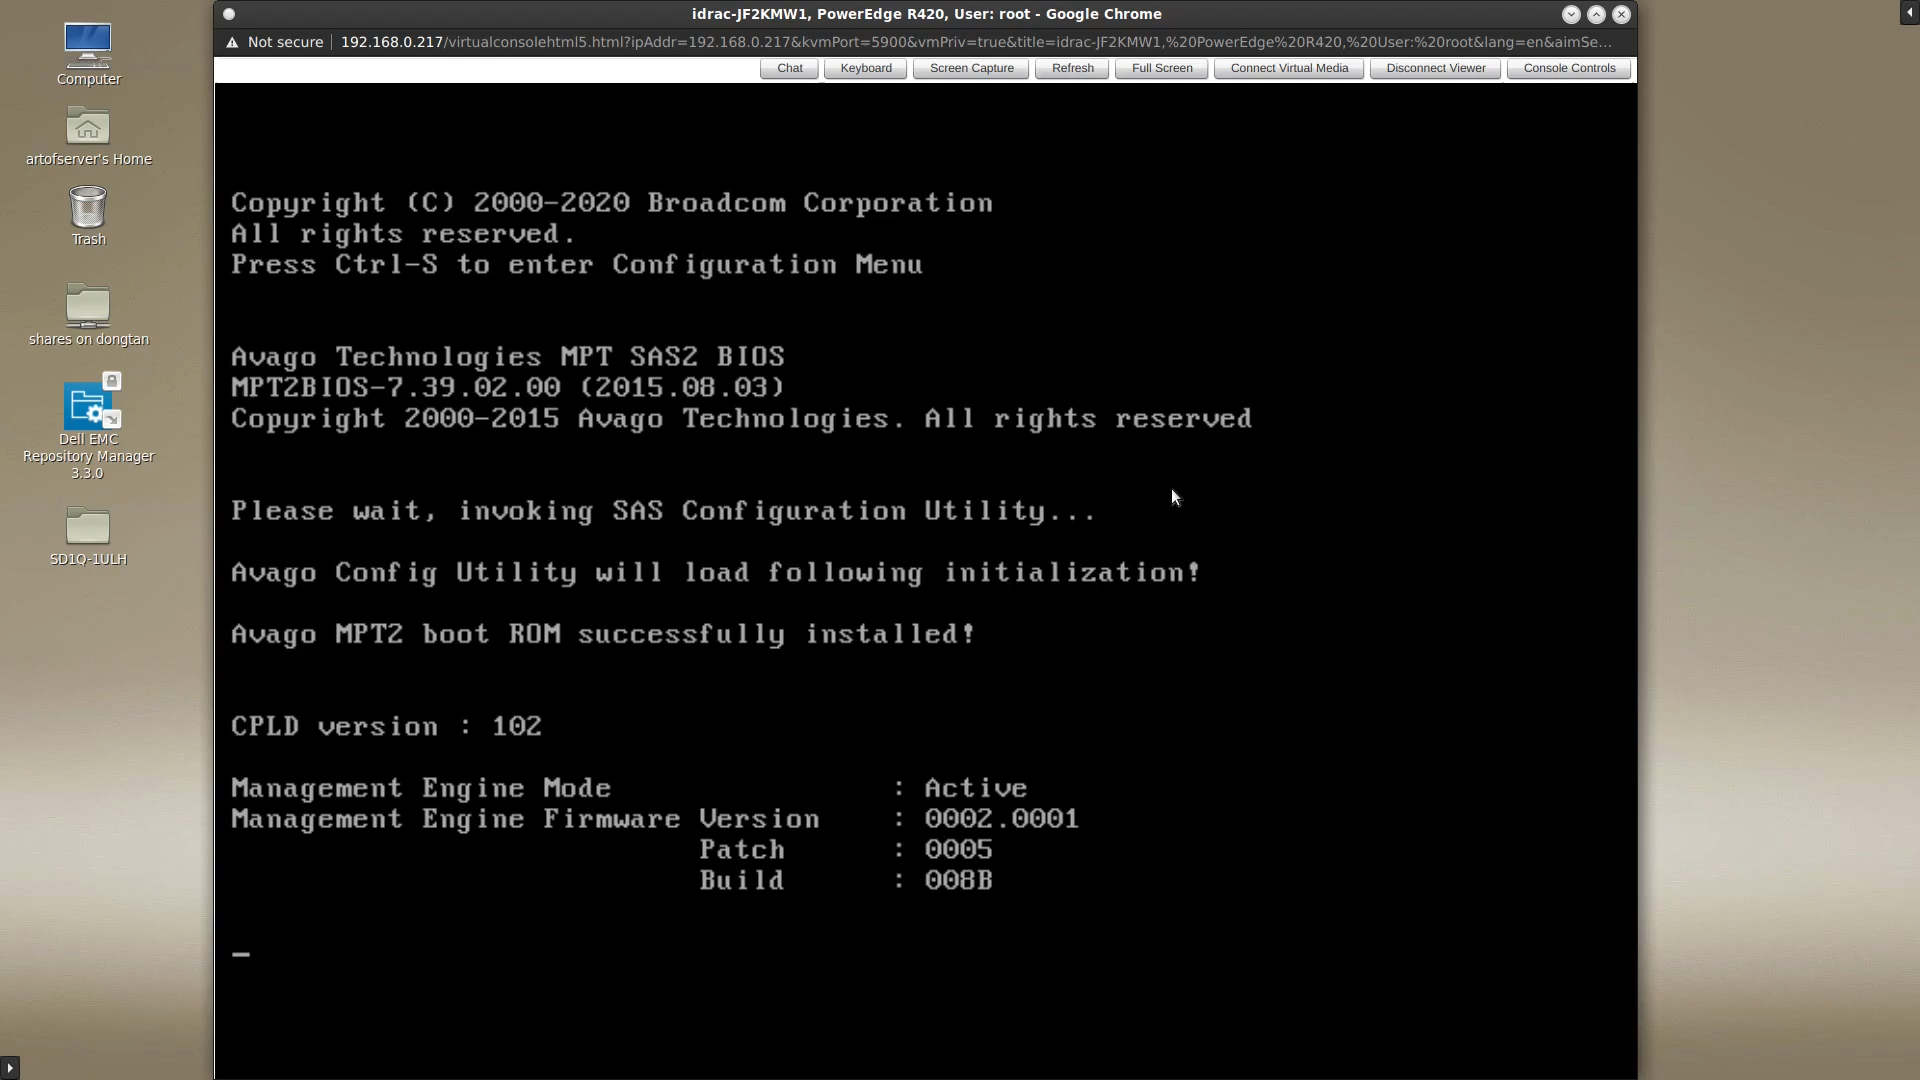 idrac-JF2KMW1, PowerEdge R420, User: root - Google Chrome
Not secure
192.168.0.217/virtualconsolehtml5.html?ipAddr=192.168.0.217&kvmPort=5900&vmPriv=true&title=idrac-JF2KMW1,%20PowerEdge%20R420,%20User:%20root&lang=en&aimSe...
Chat
Keyboard
Screen Capture
Refresh
Full Screen
Connect Virtual Media
Disconnect Viewer
Console Controls
Computer
artofserver's Home
Trash
shares on dongtan
Dell EMC
Repository Manager
3.3.0
SD1Q-1ULH
Copyright (C) 2000-2020 Broadcom Corporation
All rights reserved.
Press Ctrl-S to enter Configuration Menu
Avago Technologies MPT SAS2 BIOS
MPT2BIOS-7.39.02.00 (2015.08.03)
Copyright 2000-2015 Avago Technologies. All rights reserved
Please wait, invoking SAS Configuration Utility...
Avago Config Utility will load following initialization!
Avago MPT2 boot ROM successfully installed!
CPLD version : 102
Management Engine Mode : Active
Management Engine Firmware Version : 0002.0001
Patch : 0005
Build : 008B
_